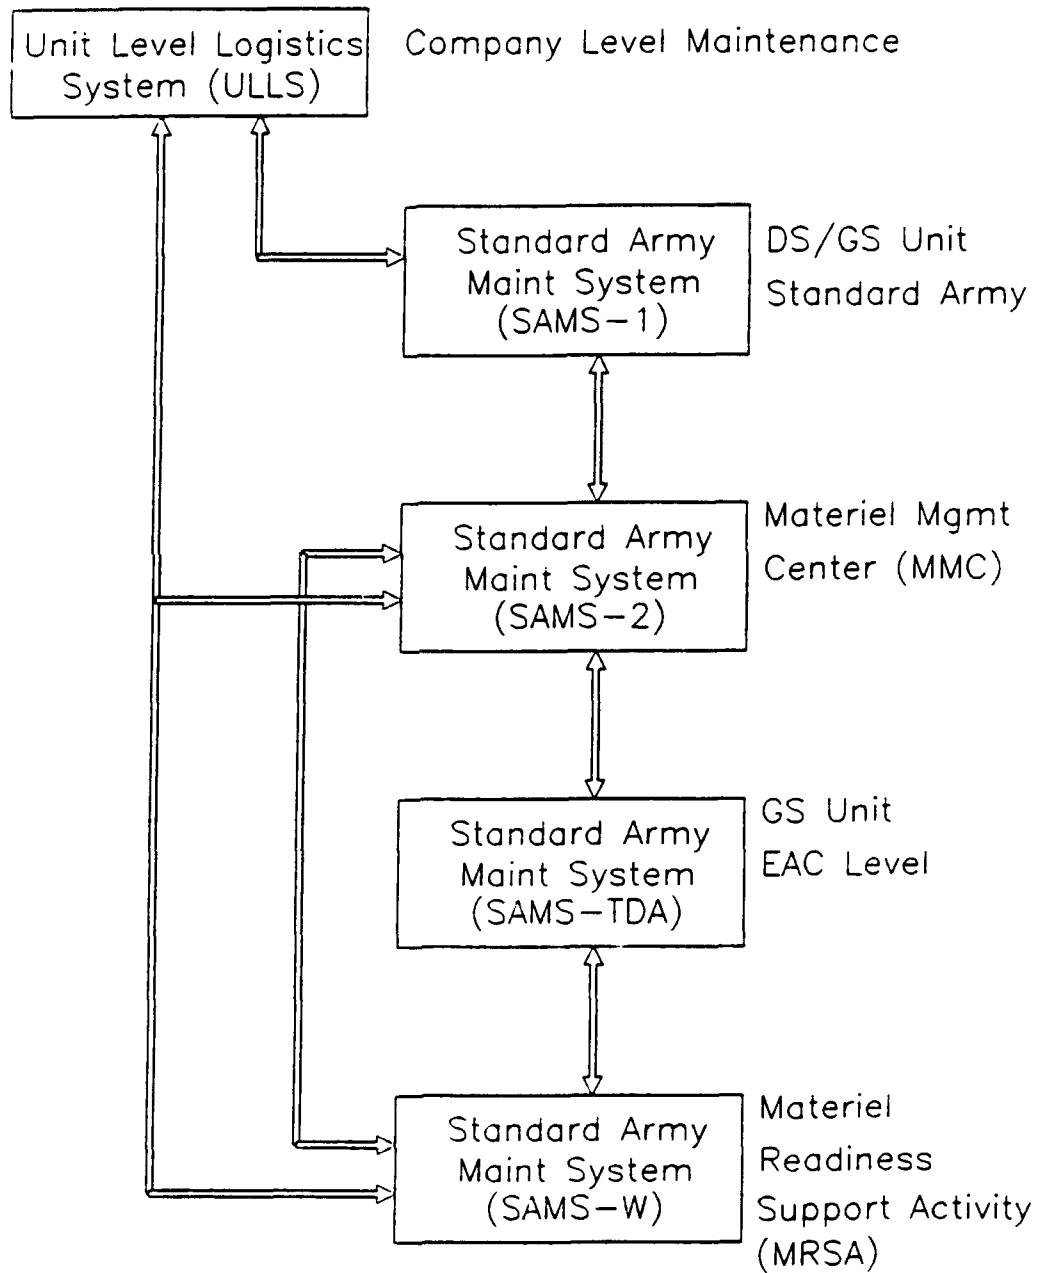 Unit Level Logistics
System (ULLS)
Company Level Maintenance
Standard Army
Maint System
(SAMS-1)
DS/GS Unit
Standard Army
Standard Army
Maint System
(SAMS-2)
Materiel Mgmt
Center (MMC)
Standard Army
Maint System
(SAMS-TDA)
GS Unit
EAC Level
Standard Army
Maint System
(SAMS-W)
Materiel
Readiness
Support Activity
(MRSA)